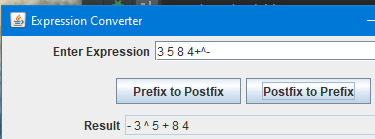 Expression Converter
Enter Expression 3 5 8 4+^-
Prefix to Postfix Postfix to Prefix
Result - 3 ^ 5 + 8 4